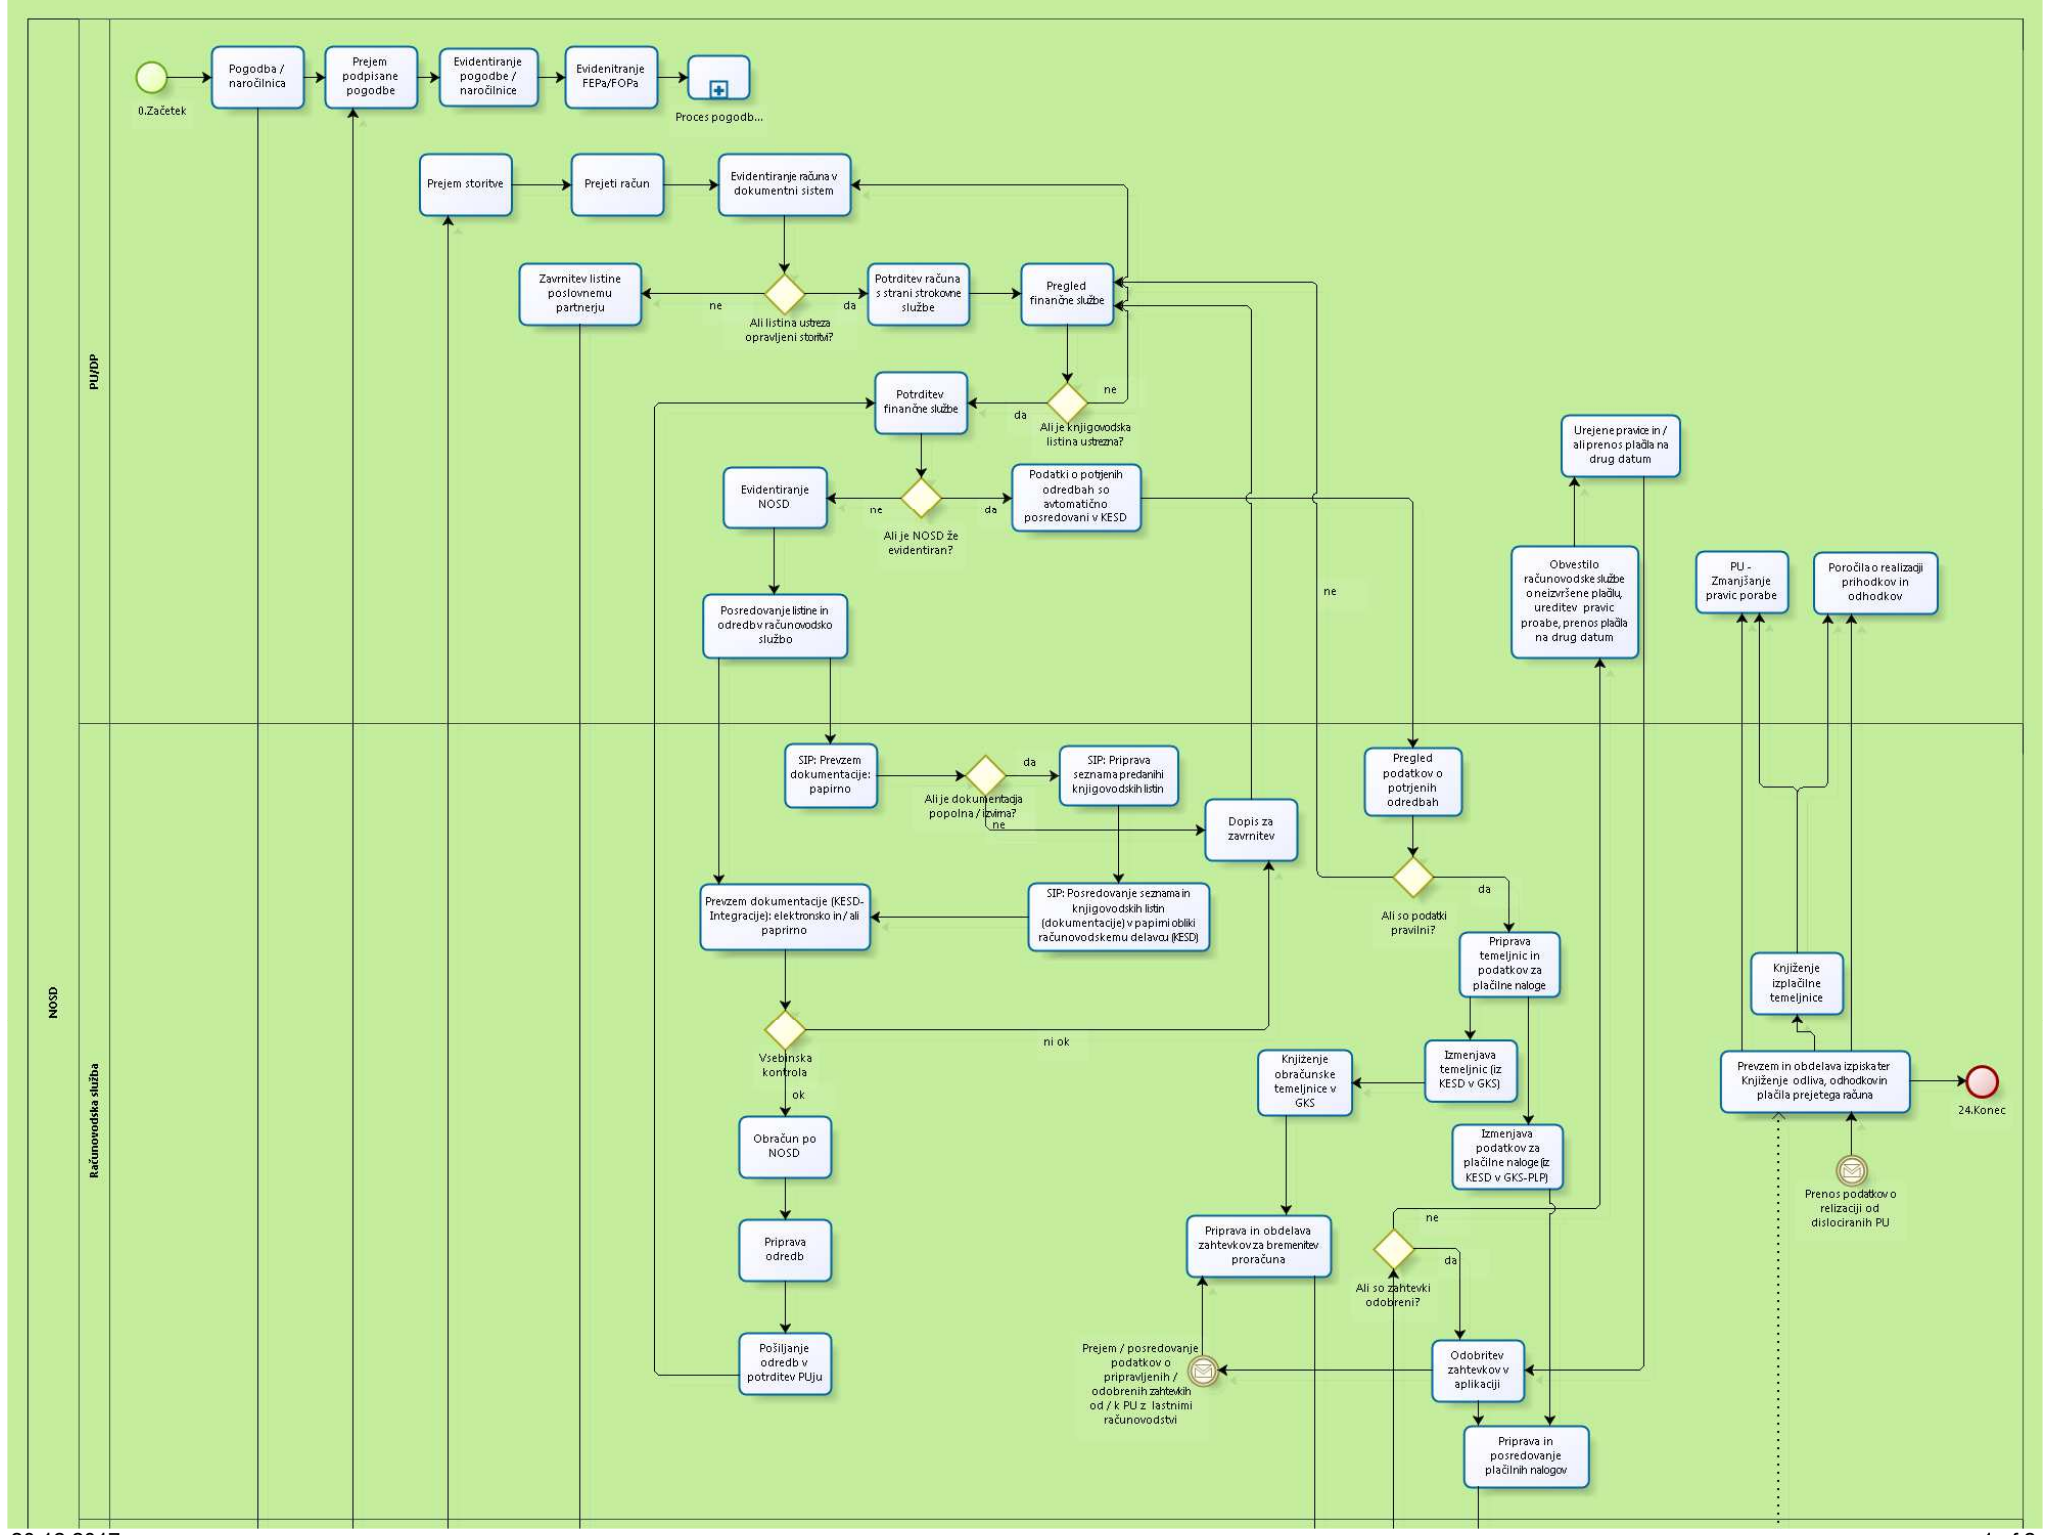 NOSD
PU/DP
Računovodska služba
0.Začetek
Pogodba /
naročilnica
Prejem
podpisane
pogodbe
Evidentiranje
pogodbe /
naročilnice
Evidenitranje
FEPa/FOPa
Proces pogodb...
Prejem storitve
Prejeti račun
Evidentiranje računa v
dokumentni sistem
Zavrnitev listine
poslovnemu
partnerju
ne
da
Ali listina ustreza
opravljeni storitvi?
Potrditev računa
s strani strokovne
službe
Pregled
finančne službe
Potrditev
finančne službe
da
ne
Ali je knjigovodska
listina ustrezna?
Evidentiranje
NOSD
ne
da
Ali je NOSD že
evidentiran?
Podatki o potrjenih
odredbah so
avtomatično
posredovani v KESD
Urejene pravice in /
ali prenos plačila na
drug datum
Obvestilo
računovodske službe
o neizvršene plačilu,
ureditev pravic
proabe, prenos plačila
na drug datum
PU -
Zmanjšanje
pravic porabe
Poročila o realizaciji
prihodkov in
odhodkov
ne
Posredovanje listine in
odredb v računovodsko
službo
SIP: Prevzem
dokumentacije:
papirno
da
Ali je dokumentacija
popolna / izvirna?
ne
SIP: Priprava
seznama predanihi
knjigovodskih listin
Dopis za
zavrnitev
Pregled
podatkov o
potrjenih
odredbah
da
Ali so podatki
pravilni?
Prevzem dokumentacije (KESD-
Integracije): elektronsko in/ ali
paprirno
SIP: Posredovanje seznama in
knjigovodskih listin
(dokumentacije) v papirni obliki
računovodskemu delavcu (KESD)
Priprava
temeljnic in
podatkov za
plačilne naloge
Knjiženje
izplačilne
temeljnice
Vsebinska
kontrola
ni ok
ok
Knjiženje
obračunske
temeljnice v
GKS
Izmenjava
temeljnic (iz
KESD v GKS)
Prevzem in obdelava izpiska ter
Knjiženje odliva, odhodkov in
plačila prejetega računa
24.Konec
Obračun po
NOSD
Izmenjava
podatkov za
plačilne naloge (iz
KESD v GKS-PLP)
Prenos podatkov o
relizaciji od
dislociranih PU
Priprava
odredb
Priprava in obdelava
zahtevkov za bremenitev
proračuna
ne
da
Ali so zahtevki
odobreni?
Pošiljanje
odredb v
potrditev PUju
Prejem / posredovanje
podatkov o
pripravljenih /
odobrenih zahtevkih
od / k PU z lastnimi
računovodstvi
Odobritev
zahtevkov v
aplikaciji
Priprava in
posredovanje
plačilnih nalogov